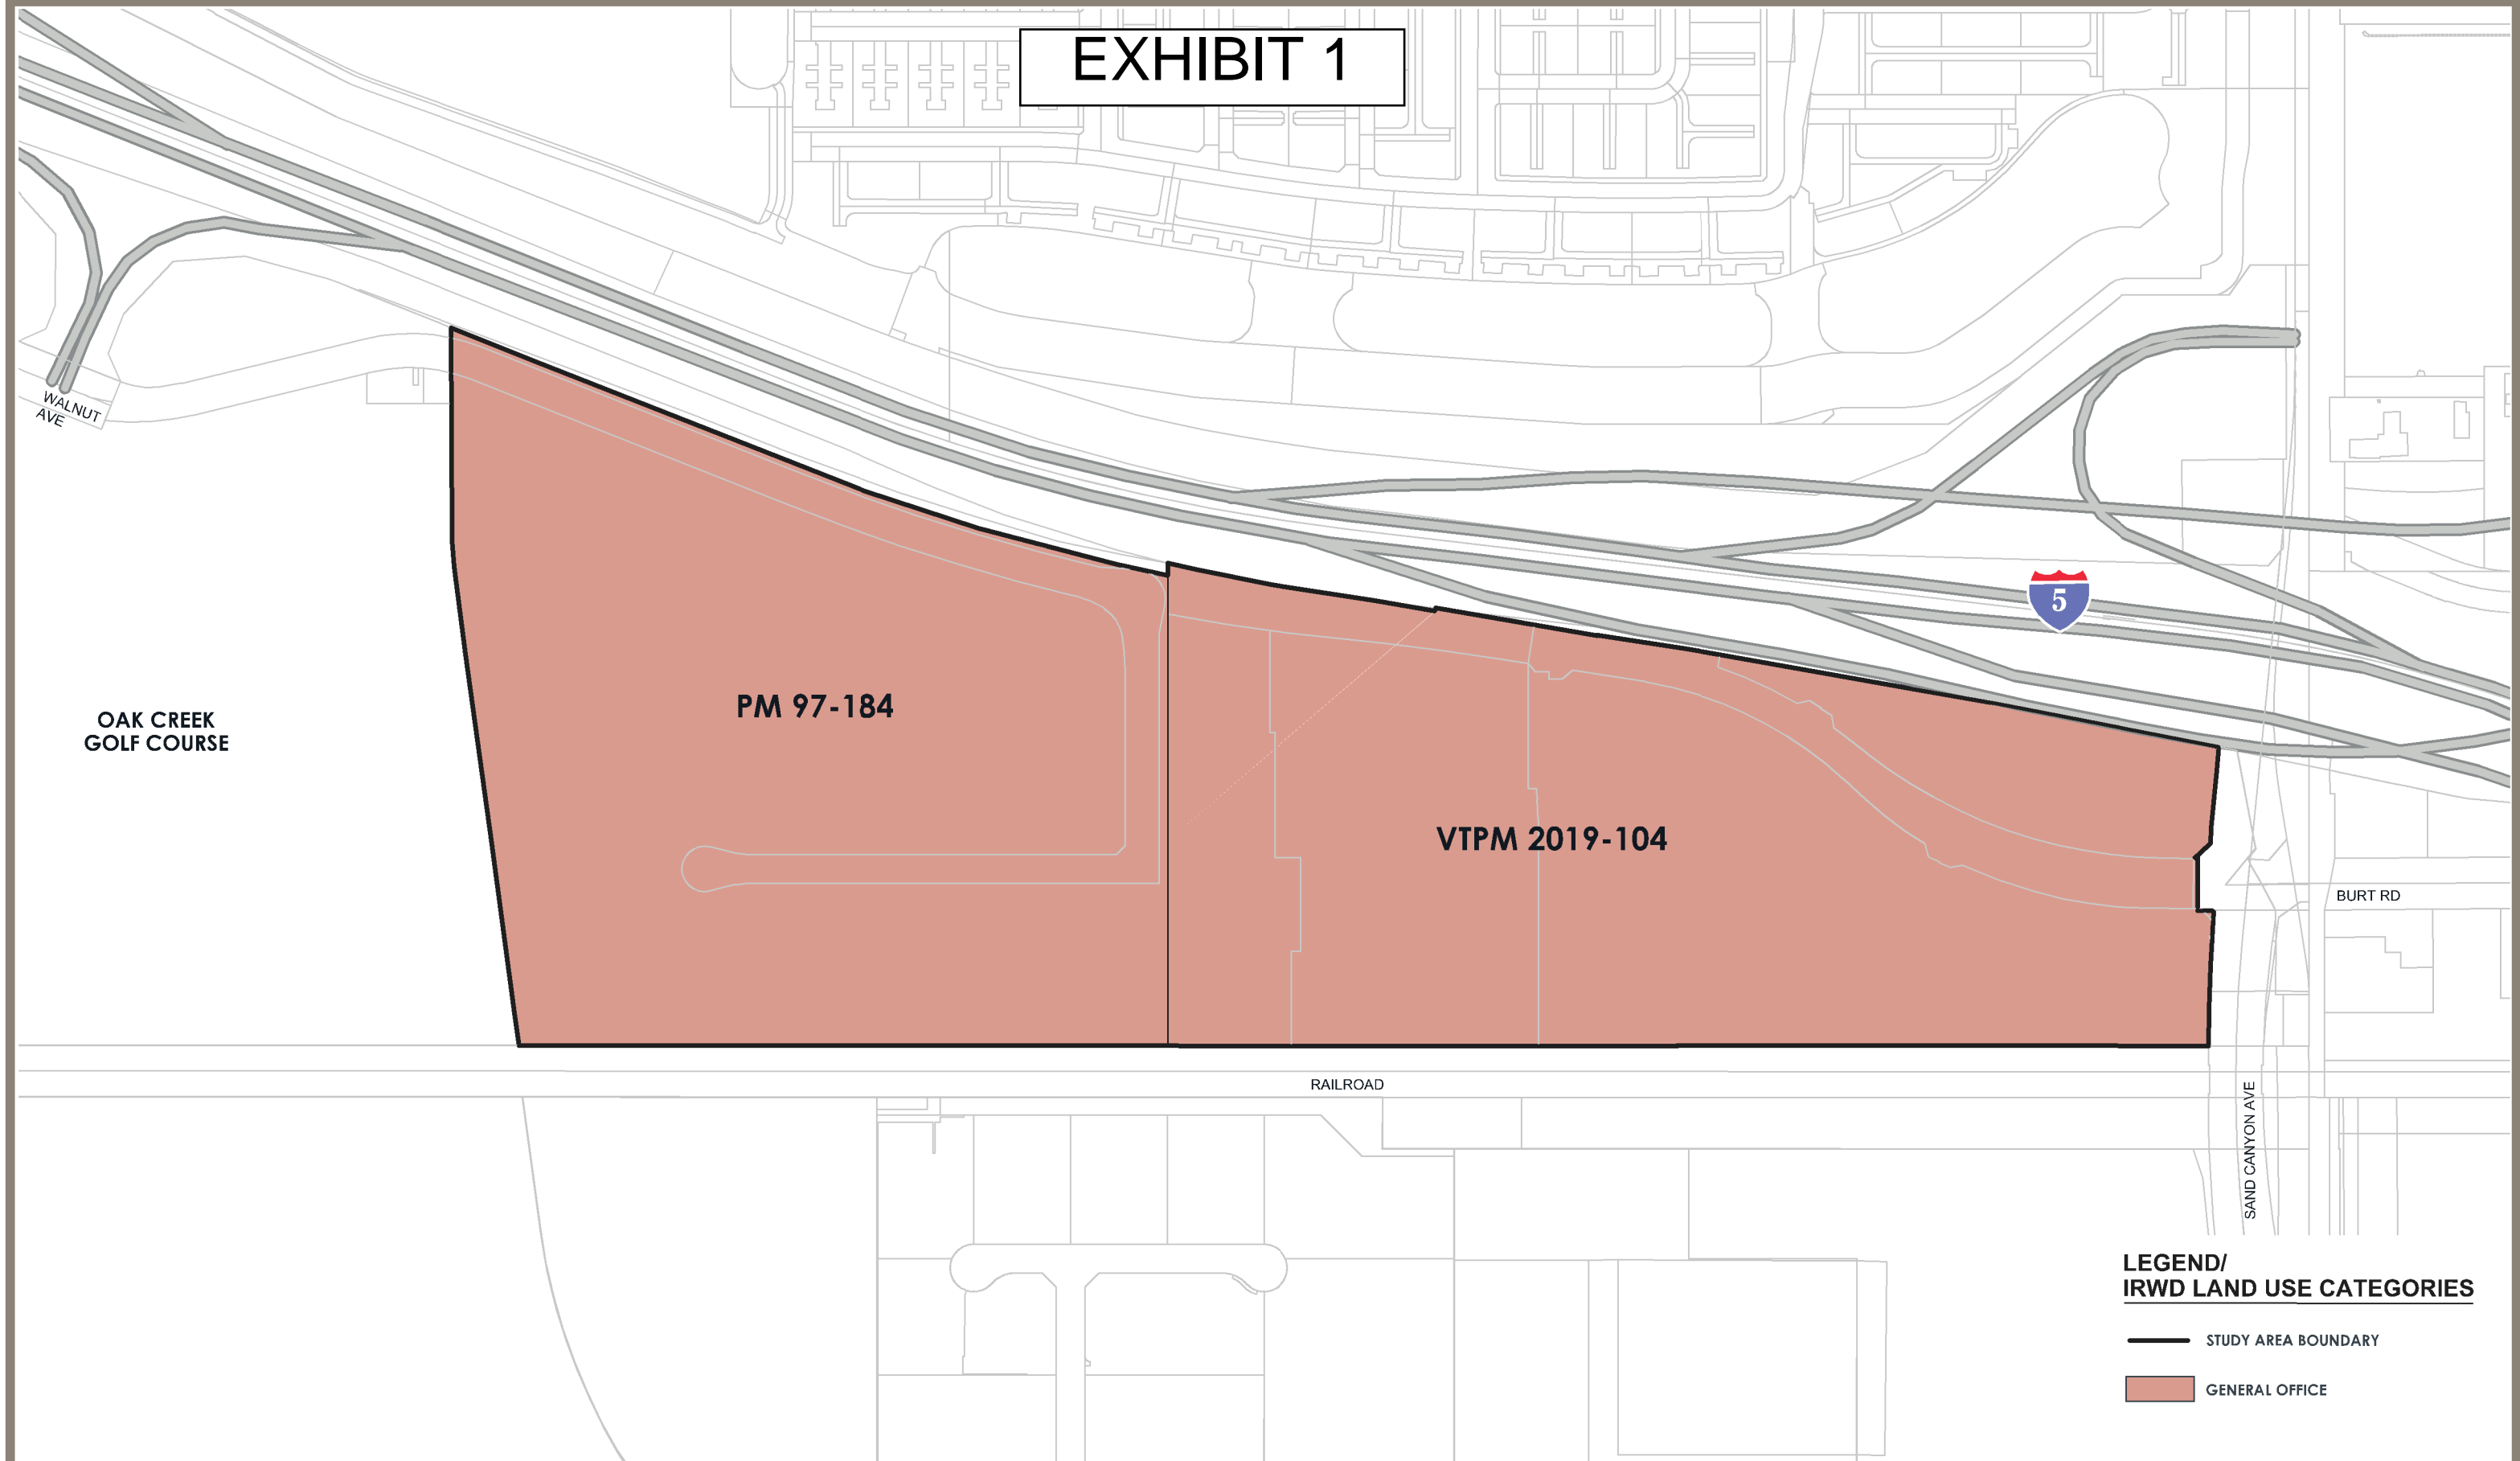 EXHIBIT 1
WALNUT
AVE
5
PM 97-184
OAK CREEK
GOLF COURSE
VTPM 2019-104
BURT RD
RAILROAD
SAND CANYON AVE
LEGEND/
IRWD LAND USE CATEGORIES
STUDY AREA BOUNDARY
GENERAL OFFICE